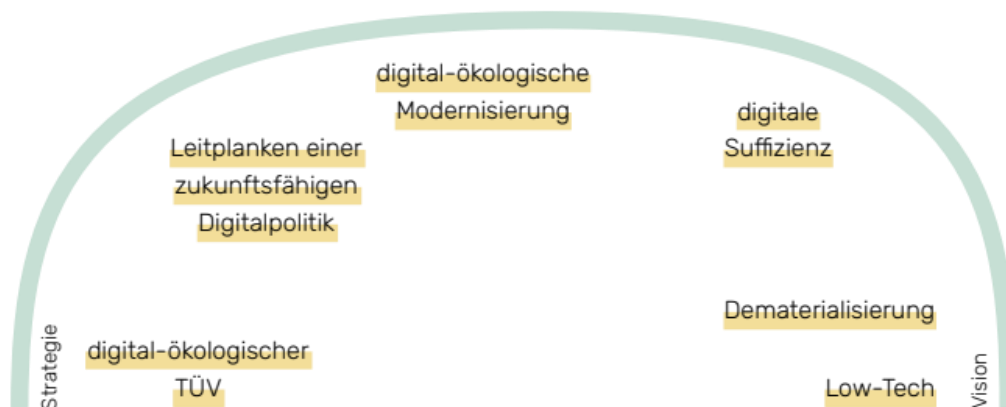 digital-ökologische
Modernisierung
digitale
Suffizienz
Leitplanken einer
zukunftsfähigen
Digitalpolitik
Dematerialisierung
Strategie
digital-ökologischer
TÜV
Vision
Low-Tech